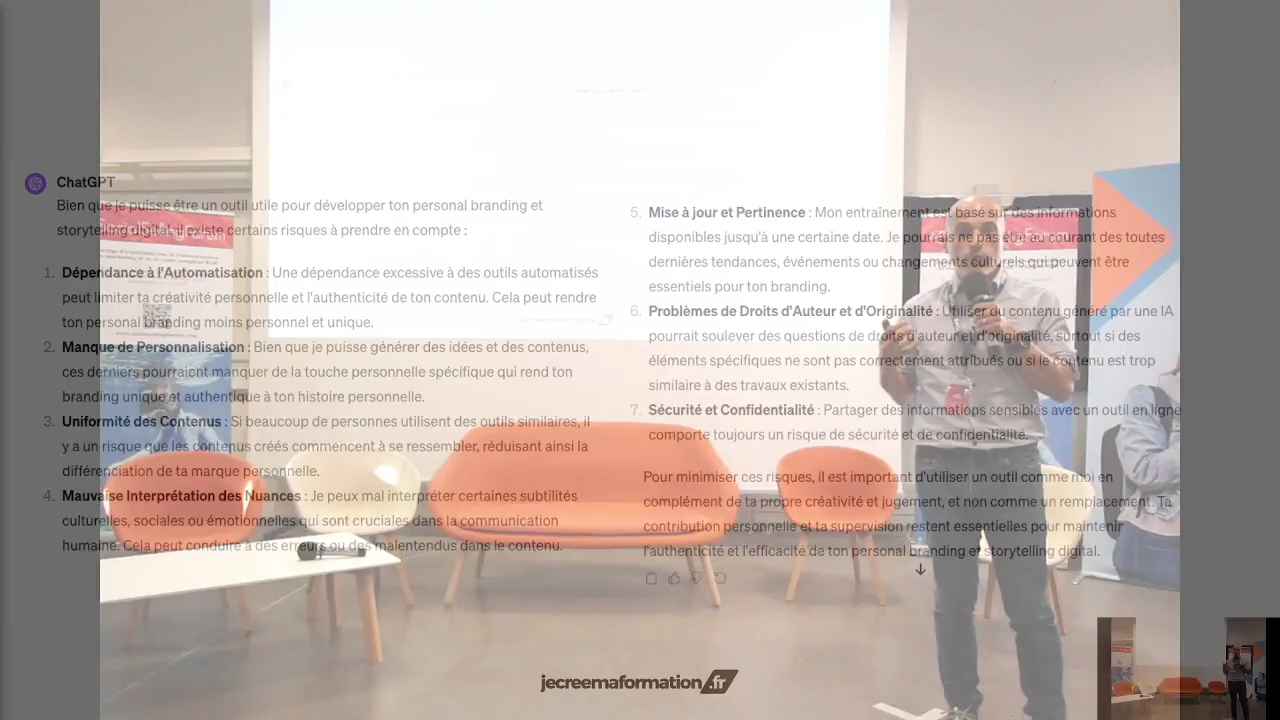 ChatGPT
Bien que je puisse être un outil utile pour développer ton personal branding et
storytelling digital, il existe certains risques à prendre en compte :
1. Dépendance à l'Automatisation : Une dépendance excessive à des outils automatisés
peut limiter ta créativité personnelle et l'authenticité de ton contenu. Cela peut rendre
ton personal branding moins personnel et unique.
2. Manque de Personnalisation : Bien que je puisse générer des idées et des contenus,
ces derniers pourraient manquer de la touche personnelle spécifique qui rend ton
branding unique et authentique à ton histoire personnelle.
3. Uniformité des Contenus : Si beaucoup de personnes utilisent des outils similaires, il
y a un risque que les contenus créés commencent à se ressembler, réduisant ainsi la
différenciation de ta marque personnelle.
4. Mauvaise Interprétation des Nuances : Je peux mal interpréter certaines subtilités
culturelles, sociales ou émotionnelles qui sont cruciales dans la communication
humaine. Cela peut conduire à des erreurs ou des malentendus dans le contenu.
5. Mise à jour et Pertinence : Mon entraînement est basé sur des informations
disponibles jusqu'à une certaine date. Je pourrais ne pas être au courant des toutes
dernières tendances, événements ou changements culturels qui peuvent être
essentiels pour ton branding.
6. Problèmes de Droits d'Auteur et d'Originalité : Utiliser du contenu généré par une IA
pourrait soulever des questions de droits d'auteur et d'originalité, surtout si des
éléments spécifiques ne sont pas correctement attribués ou si le contenu est trop
similaire à des travaux existants.
7. Sécurité et Confidentialité : Partager des informations sensibles avec un outil en ligne
comporte toujours un risque de sécurité et de confidentialité.
Pour minimiser ces risques, il est important d'utiliser un outil comme moi en
complément de ta propre créativité et jugement, et non comme un remplacement. Ta
contribution personnelle et ta supervision restent essentielles pour maintenir
l'authenticité et l'efficacité de ton personal branding et storytelling digital.
jecreemaformation.fr